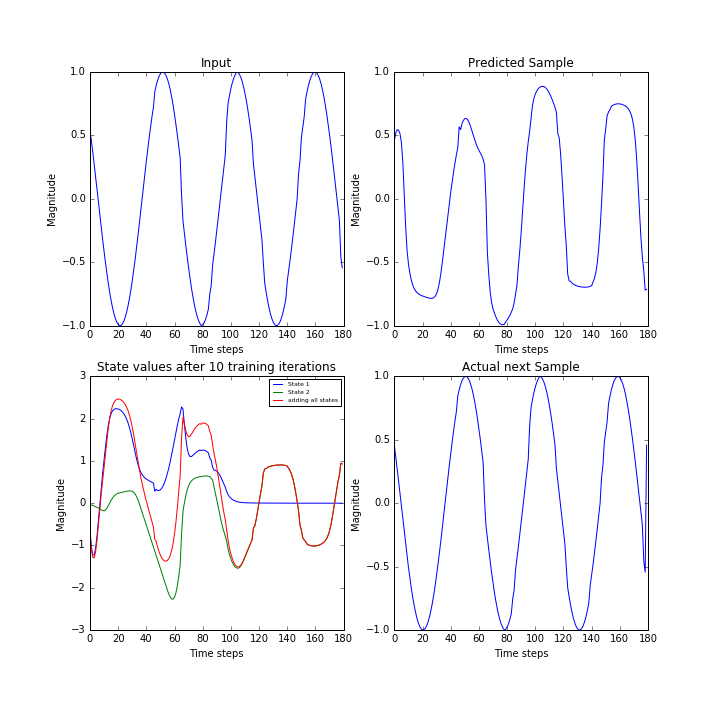 Input
Magnitude
1.0
0.5
0.0
−0.5
−1.0
0 20 40 60 80 100 120 140 160 180
Time steps
Predicted Sample
Magnitude
1.0
0.5
0.0
−0.5
−1.0
0 20 40 60 80 100 120 140 160 180
Time steps
State values after 10 training iterations
Magnitude
3
2
1
0
−1
−2
−3
State 1
State 2
adding all states
0 20 40 60 80 100 120 140 160 180
Time steps
Actual next Sample
Magnitude
1.0
0.5
0.0
−0.5
−1.0
0 20 40 60 80 100 120 140 160 180
Time steps